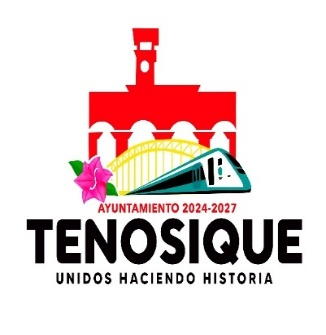 AYUNTAMIENTO 2024-2027
TENOSIQUE
UNIDOS HACIENDO HISTORIA